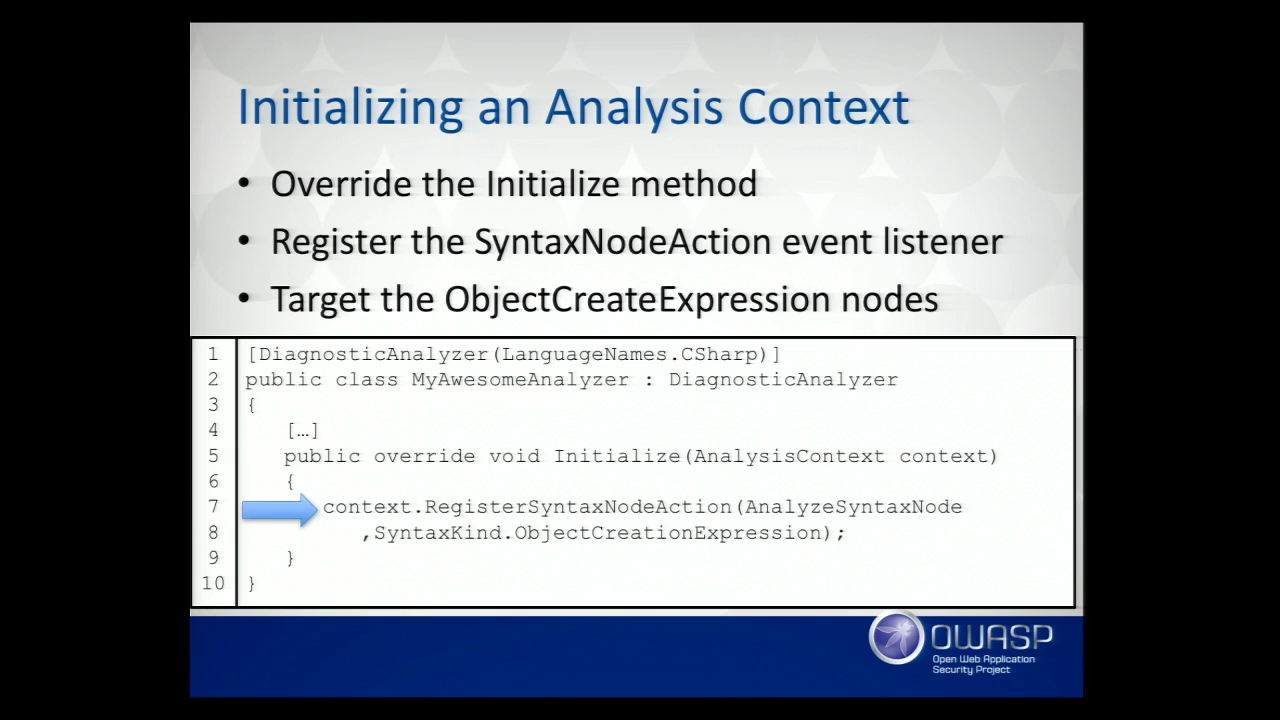 Initializing an Analysis Context
• Override the Initialize method
• Register the SyntaxNodeAction event listener
• Target the ObjectCreateExpression nodes
1 [DiagnosticAnalyzer(LanguageNames.CSharp)]
2 public class MyAwesomeAnalyzer : DiagnosticAnalyzer
3 {
4 […]
5 public override void Initialize(AnalysisContext context)
6 {
7 context.RegisterSyntaxNodeAction(AnalyzeSyntaxNode
8 ,SyntaxKind.ObjectCreationExpression);
9 }
10 }
OWASP
Open Web Application
Security Project